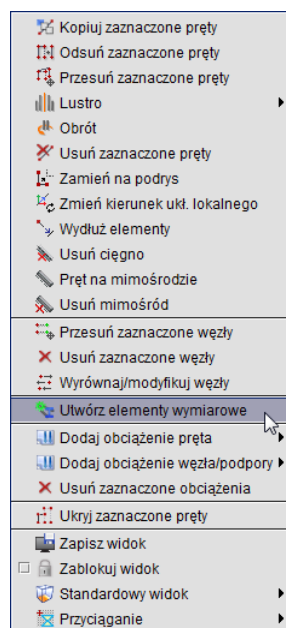 Kopiuj zaznaczone pręty
Odsuń zaznaczone pręty
Przesuń zaznaczone pręty
Lustro
Obrót
Usuń zaznaczone pręty
Zamień na podrys
Zmień kierunek ukł. lokalnego
Wydłuż elementy
Usuń cięgno
Pręt na mimośrodzie
Usuń mimośród
Przesuń zaznaczone węzły
Usuń zaznaczone węzły
Wyrównaj/modyfikuj węzły
Utwórz elementy wymiarowe
Dodaj obciążenie pręta
Dodaj obciążenie węzła/podpory
Usuń zaznaczone obciążenia
Ukryj zaznaczone pręty
Zapisz widok
Zablokuj widok
Standardowy widok
Przyciąganie